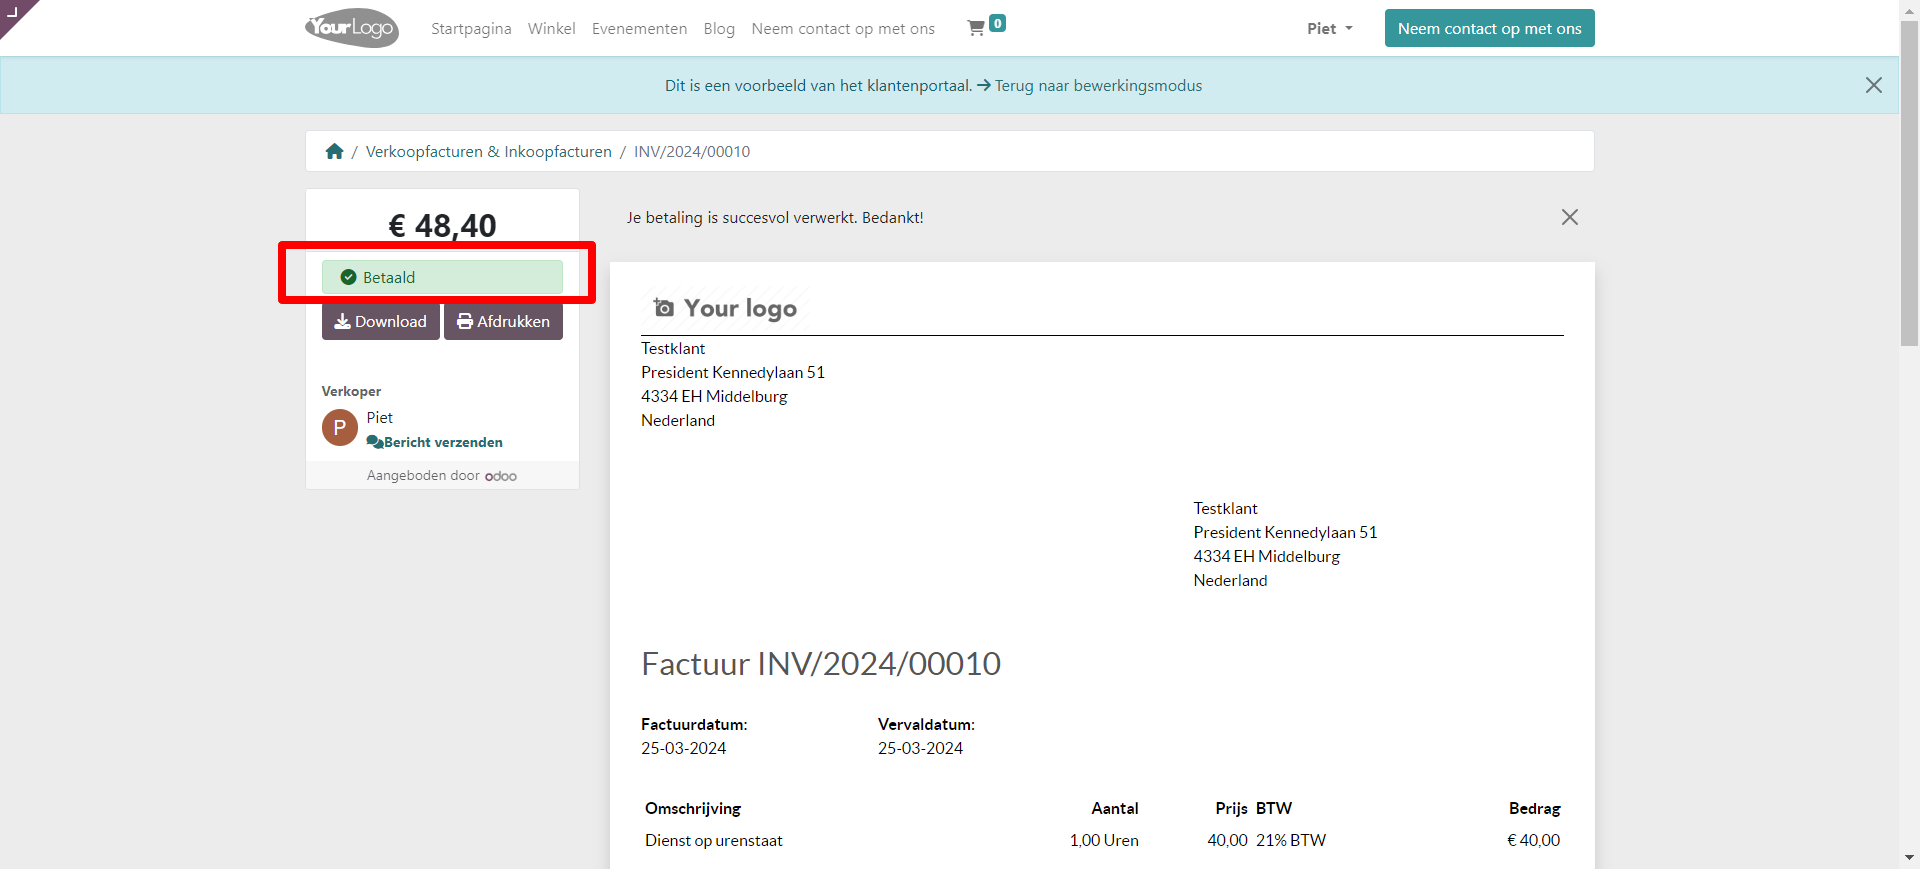 YourLogo
Startpagina Winkel Evenementen Blog Neem contact op met ons 0 Piet Neem contact op met ons
Dit is een voorbeeld van het klantenportaal. → Terug naar bewerkingsmodus
/ Verkoopfacturen & Inkoopfacturen / INV/2024/00010
€ 48,40
Betaald
Download Afdrukken
Verkoper
P Piet
Bericht verzenden
Aangeboden door odoo
Je betaling is succesvol verwerkt. Bedankt!
Your logo
Testklant
President Kennedylaan 51
4334 EH Middelburg
Nederland
Testklant
President Kennedylaan 51
4334 EH Middelburg
Nederland
Factuur INV/2024/00010
Factuurdatum: Vervaldatum:
25-03-2024 25-03-2024
Omschrijving Aantal Prijs BTW Bedrag
Dienst op urenstaat 1,00 Uren 40,00 21% BTW € 40,00